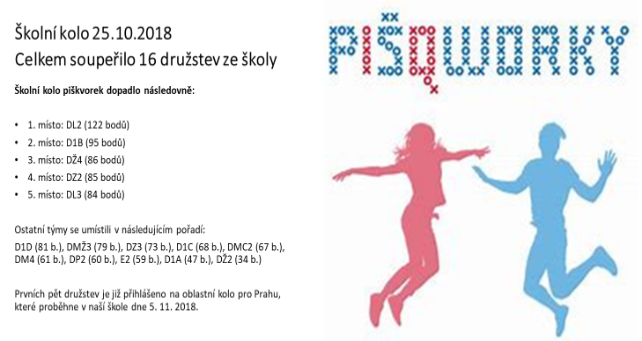 Školní kolo 25.10.2018
Celkem soupeřilo 16 družstev ze školy
Školní kolo piškvorek dopadlo následovně:
• 1. místo: DL2 (122 bodů)
• 2. místo: D1B (95 bodů)
• 3. místo: DŽ4 (86 bodů)
• 4. místo: DZ2 (85 bodů)
• 5. místo: DL3 (84 bodů)
Ostatní týmy se umístili v následujícím pořadí:
D1D (81 b.), DMŽ3 (79 b.), DZ3 (73 b.), D1C (68 b.), DMC2 (67 b.),
DM4 (61 b.), DP2 (60 b.), E2 (59 b.), D1A (47 b.), DŽ2 (34 b.)
Prvních pět družstev je již přihlášeno na oblastní kolo pro Prahu,
které proběhne v naší škole dne 5. 11. 2018.
PIŠQWORKY